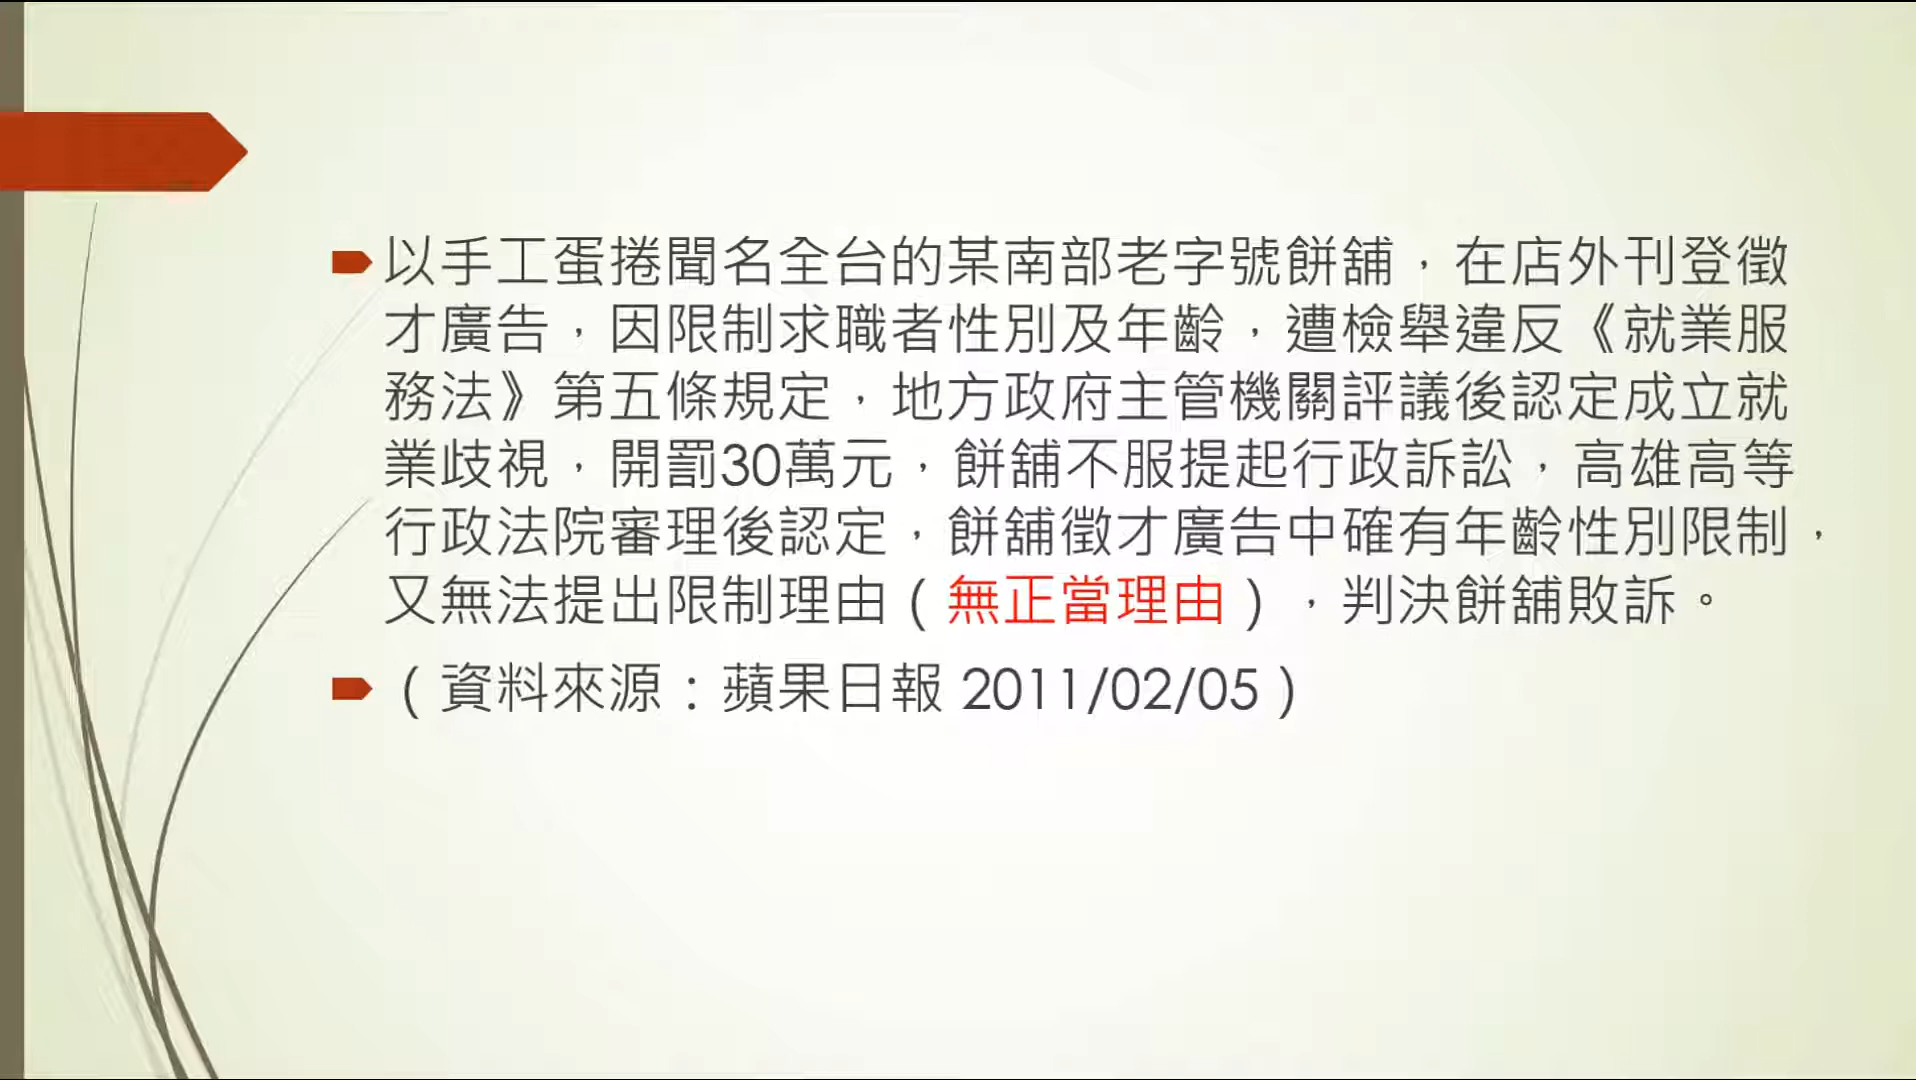 以手工蛋捲聞名全台的某南部老字號餅舖，在店外刊登徵
才廣告，因限制求職者性別及年齡，遭檢舉違反《就業服
務法》第五條規定，地方政府主管機關評議後認定成立就
業歧視，開罰30萬元，餅舖不服提起行政訴訟，高雄高等
行政法院審理後認定，餅舖徵才廣告中確有年齡性別限制，
又無法提出限制理由（無正當理由），判決餅舖敗訴。
（資料來源：蘋果日報 2011/02/05）